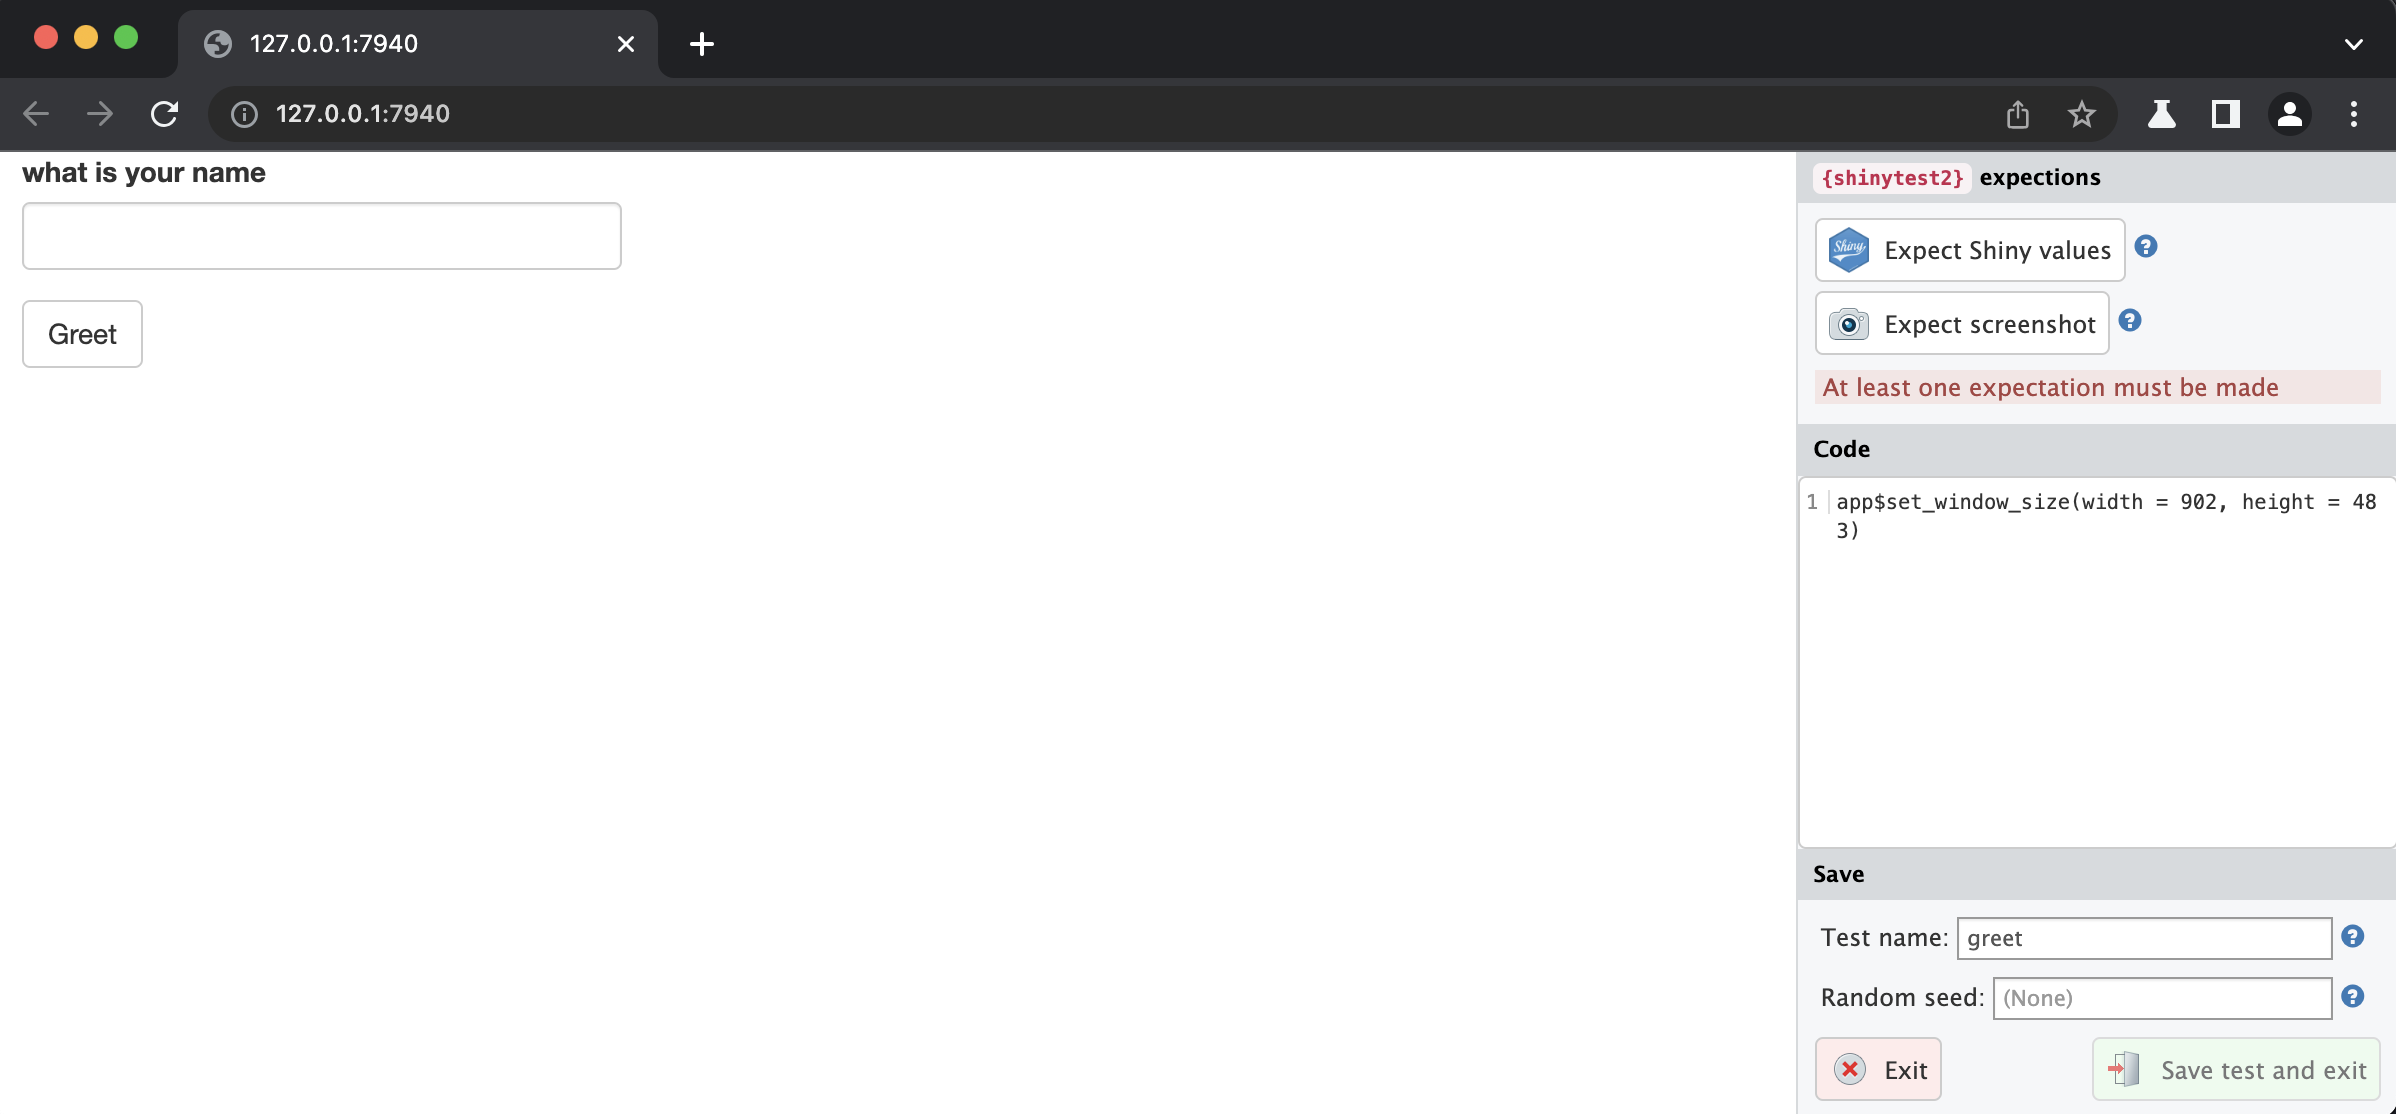 127.0.0.1:7940
127.0.0.1:7940
what is your name
Greet
{shinytest2} expections
Shiny Expect Shiny values ?
Expect screenshot ?
At least one expectation must be made
Code
1 app$set_window_size(width = 902, height = 48
3)
Save
Test name: greet ?
Random seed: (None) ?
Exit
Save test and exit